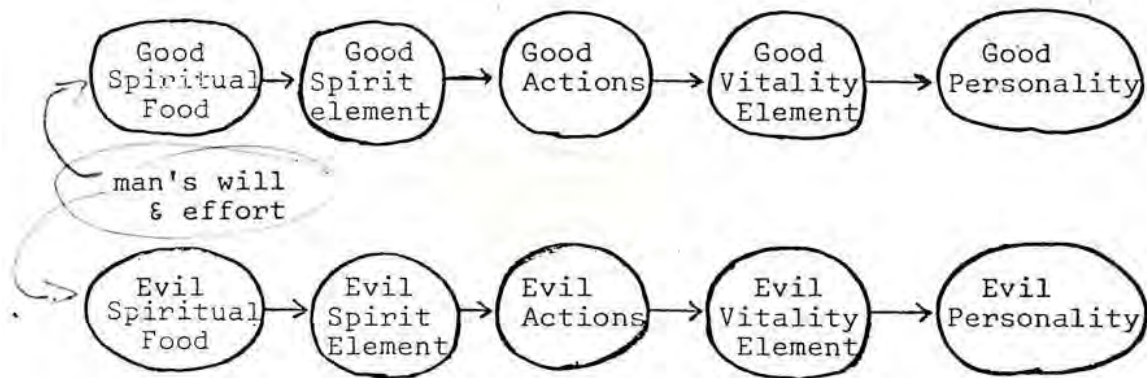 Good
Spiritual
Food
Good
Spirit
element
Good
Actions
Good
Vitality
Element
Good
Personality
man's will
& effort
Evil
Spiritual
Food
Evil
Spirit
Element
Evil
Actions
Evil
Vitality
Element
Evil
Personality